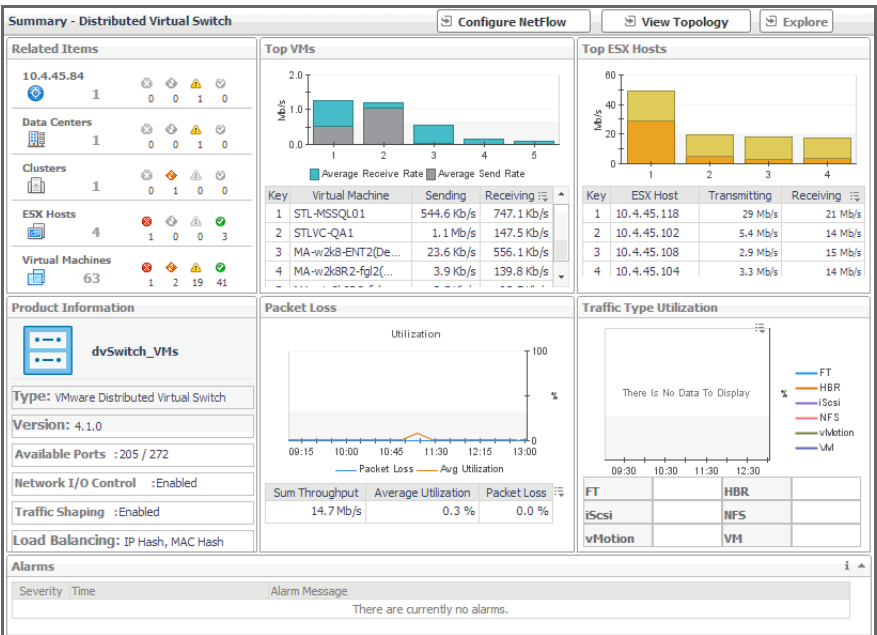 Summary - Distributed Virtual Switch
Configure NetFlow
View Topology
Explore
Related Items
10.4.45.84
1
0 0 1 0
Data Centers
1
0 0 1 0
Clusters
1
0 1 0 0
ESX Hosts
4
1 0 0 3
Virtual Machines
63
1 2 19 41
Top VMs
2.0
1.0
0.0
Mb/s
1 2 3 4 5
Average Receive Rate Average Send Rate
Key Virtual Machine Sending Receiving
1 STL-MSSQL01 544.6 Kb/s 747.1 Kb/s
2 STLVC-QA1 1.1 Mb/s 147.5 Kb/s
3 MA-w2k8-ENT2(De... 23.6 Kb/s 556.1 Kb/s
4 MA-w2k8R2-fgl2(... 3.9 Kb/s 139.8 Kb/s
Top ESX Hosts
60
40
20
0
Mb/s
1 2 3 4
Key ESX Host Transmitting Receiving
1 10.4.45.118 29 Mb/s 21 Mb/s
2 10.4.45.102 5.4 Mb/s 14 Mb/s
3 10.4.45.108 2.9 Mb/s 15 Mb/s
4 10.4.45.104 3.3 Mb/s 14 Mb/s
Product Information
dvSwitch_VMs
Type: VMware Distributed Virtual Switch
Version: 4.1.0
Available Ports :205 / 272
Network I/O Control :Enabled
Traffic Shaping :Enabled
Load Balancing: IP Hash, MAC Hash
Packet Loss
Utilization
100
%
0
09:15 10:00 10:45 11:30 12:15 13:00
Packet Loss Avg Utilization
Sum Throughput Average Utilization Packet Loss
14.7 Mb/s 0.3 % 0.0 %
Traffic Type Utilization
There Is No Data To Display
%
FT
HBR
iScsi
NFS
vMotion
VM
09:30 10:30 11:30 12:30
FT HBR
iScsi NFS
vMotion VM
Alarms
i
Severity Time Alarm Message
There are currently no alarms.